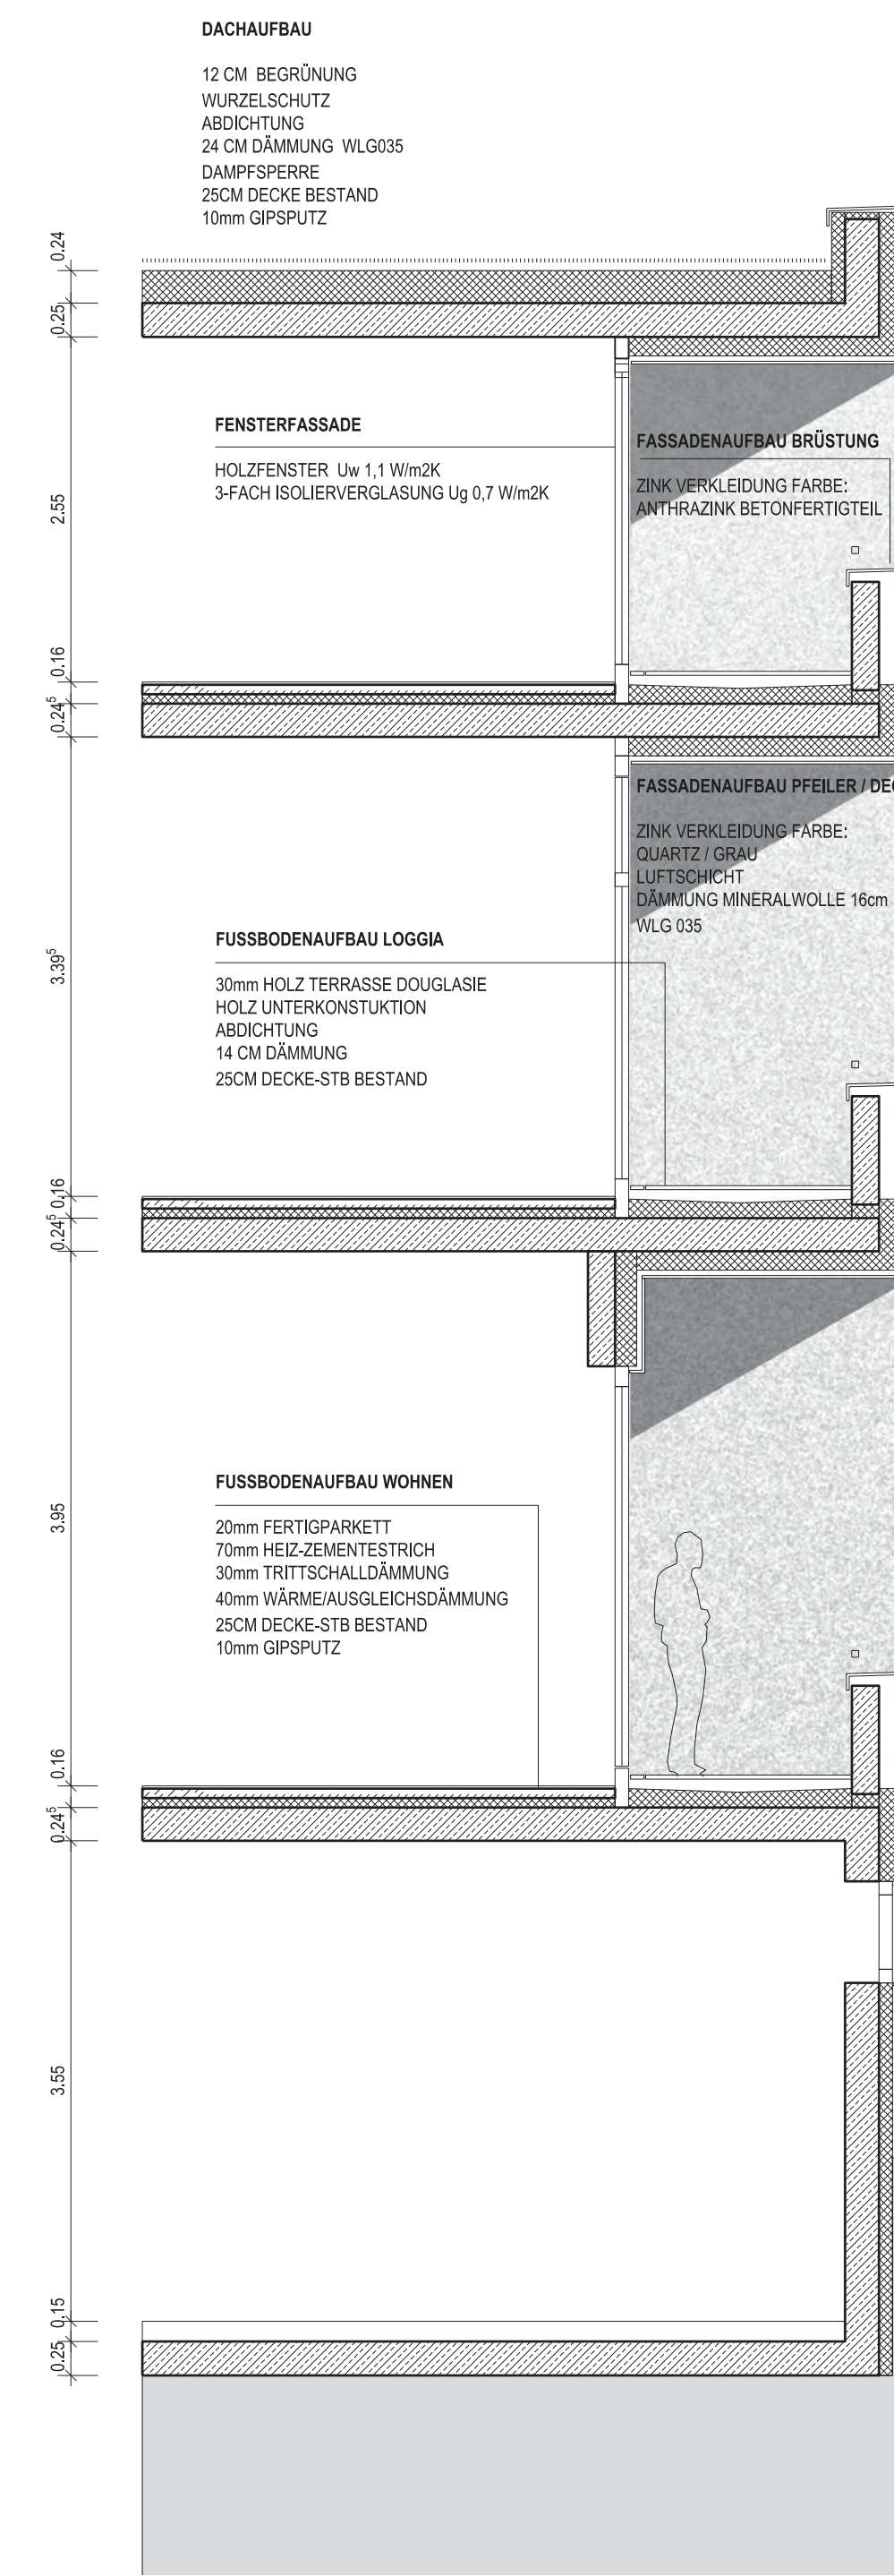 DACHAUFBAU
12 CM BEGRÜNUNG
WURZELSCHUTZ
ABDICHTUNG
24 CM DÄMMUNG WLG035
DAMPFSPERRE
25CM DECKE BESTAND
10mm GIPSPUTZ
0.24
0.25
FENSTERFASSADE
HOLZFENSTER Uw 1,1 W/m2K
3-FACH ISOLIERVERGLASUNG Ug 0,7 W/m2K
FASSADENAUFBAU BRÜSTUNG
ZINK VERKLEIDUNG FARBE:
ANTHRAZINK BETONFERTIGTEIL
2.55
0.16
0.24⁵
FASSADENAUFBAU PFEILER /
ZINK VERKLEIDUNG FARBE:
QUARTZ / GRAU
LUFTSCHICHT
DÄMMUNG MINERALWOLLE 16cm
WLG 035
3.39⁵
FUSSBODENAUFBAU LOGGIA
30mm HOLZ TERRASSE DOUGLASIE
HOLZ UNTERKONSTUKTION
ABDICHTUNG
14 CM DÄMMUNG
25CM DECKE-STB BESTAND
0.16
0.24⁵
3.95
FUSSBODENAUFBAU WOHNEN
20mm FERTIGPARKETT
70mm HEIZ-ZEMENTESTRICH
30mm TRITTSCHALLDÄMMUNG
40mm WÄRME/AUSGLEICHSDÄMMUNG
25CM DECKE-STB BESTAND
10mm GIPSPUTZ
0.16
0.24⁵
3.55
0.15
0.25